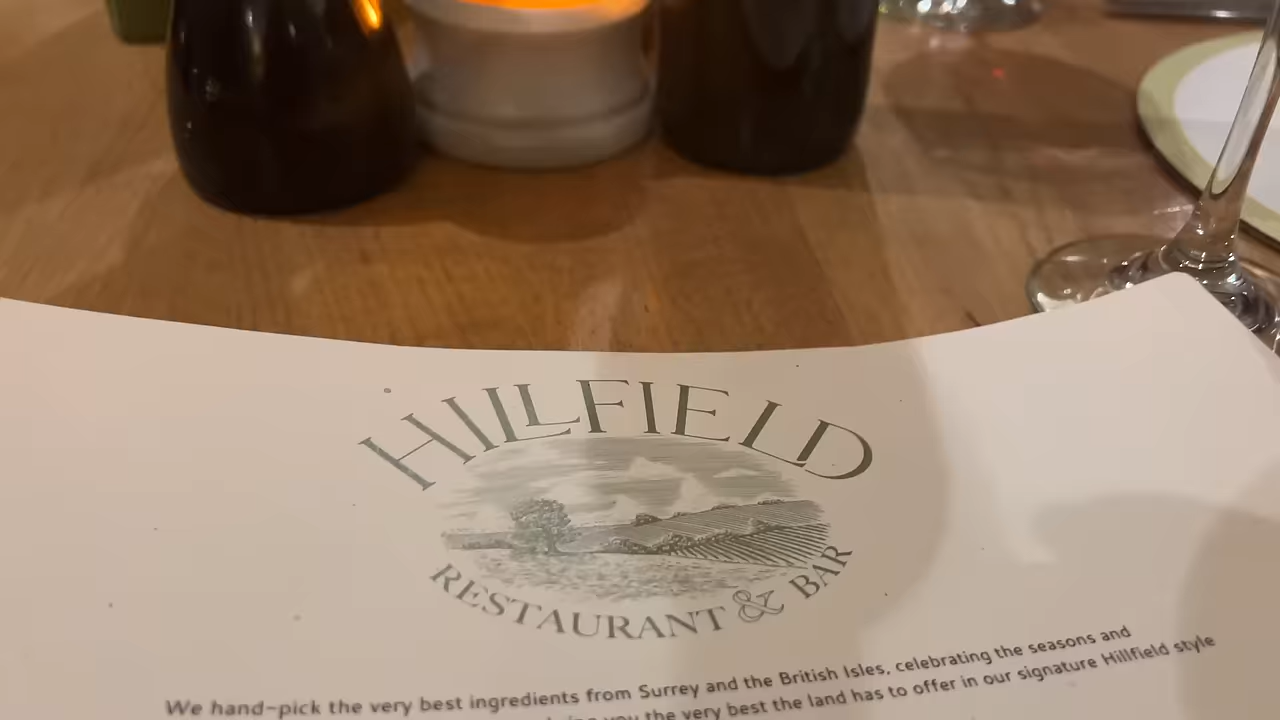 HILLFIELD
RESTAURANT & BAR
We hand-pick the very best ingredients from Surrey and the British Isles, celebrating the seasons and
you the very best the land has to offer in our signature Hillfield style